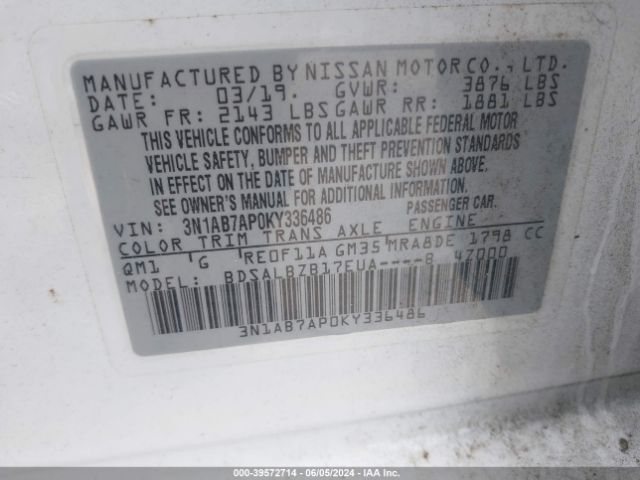 MANUFACTURED BY NISSAN MOTOR CO., LTD.
DATE: 03/19. GVWR: 3876 LBS
GAWR FR: 2143 LBS GAWR RR: 1881 LBS
THIS VEHICLE CONFORMS TO ALL APPLICABLE FEDERAL MOTOR
VEHICLE SAFETY, BUMPER AND THEFT PREVENTION STANDARDS
IN EFFECT ON THE DATE OF MANUFACTURE SHOWN ABOVE.
SEE OWNER'S MANUAL FOR ADDITIONAL INFORMATION.
VIN: 3N1AB7AP0KY336486 PASSENGER CAR.
COLOR TRIM TRANS AXLE ENGINE
QM1 G RE0F11A GM35 MRA8DE 1798 CC
MODEL: BDSALBZB17EUA----B 47000
3N1AB7AP0KY336486
000-39572714 - 06/05/2024 - IAA Inc.